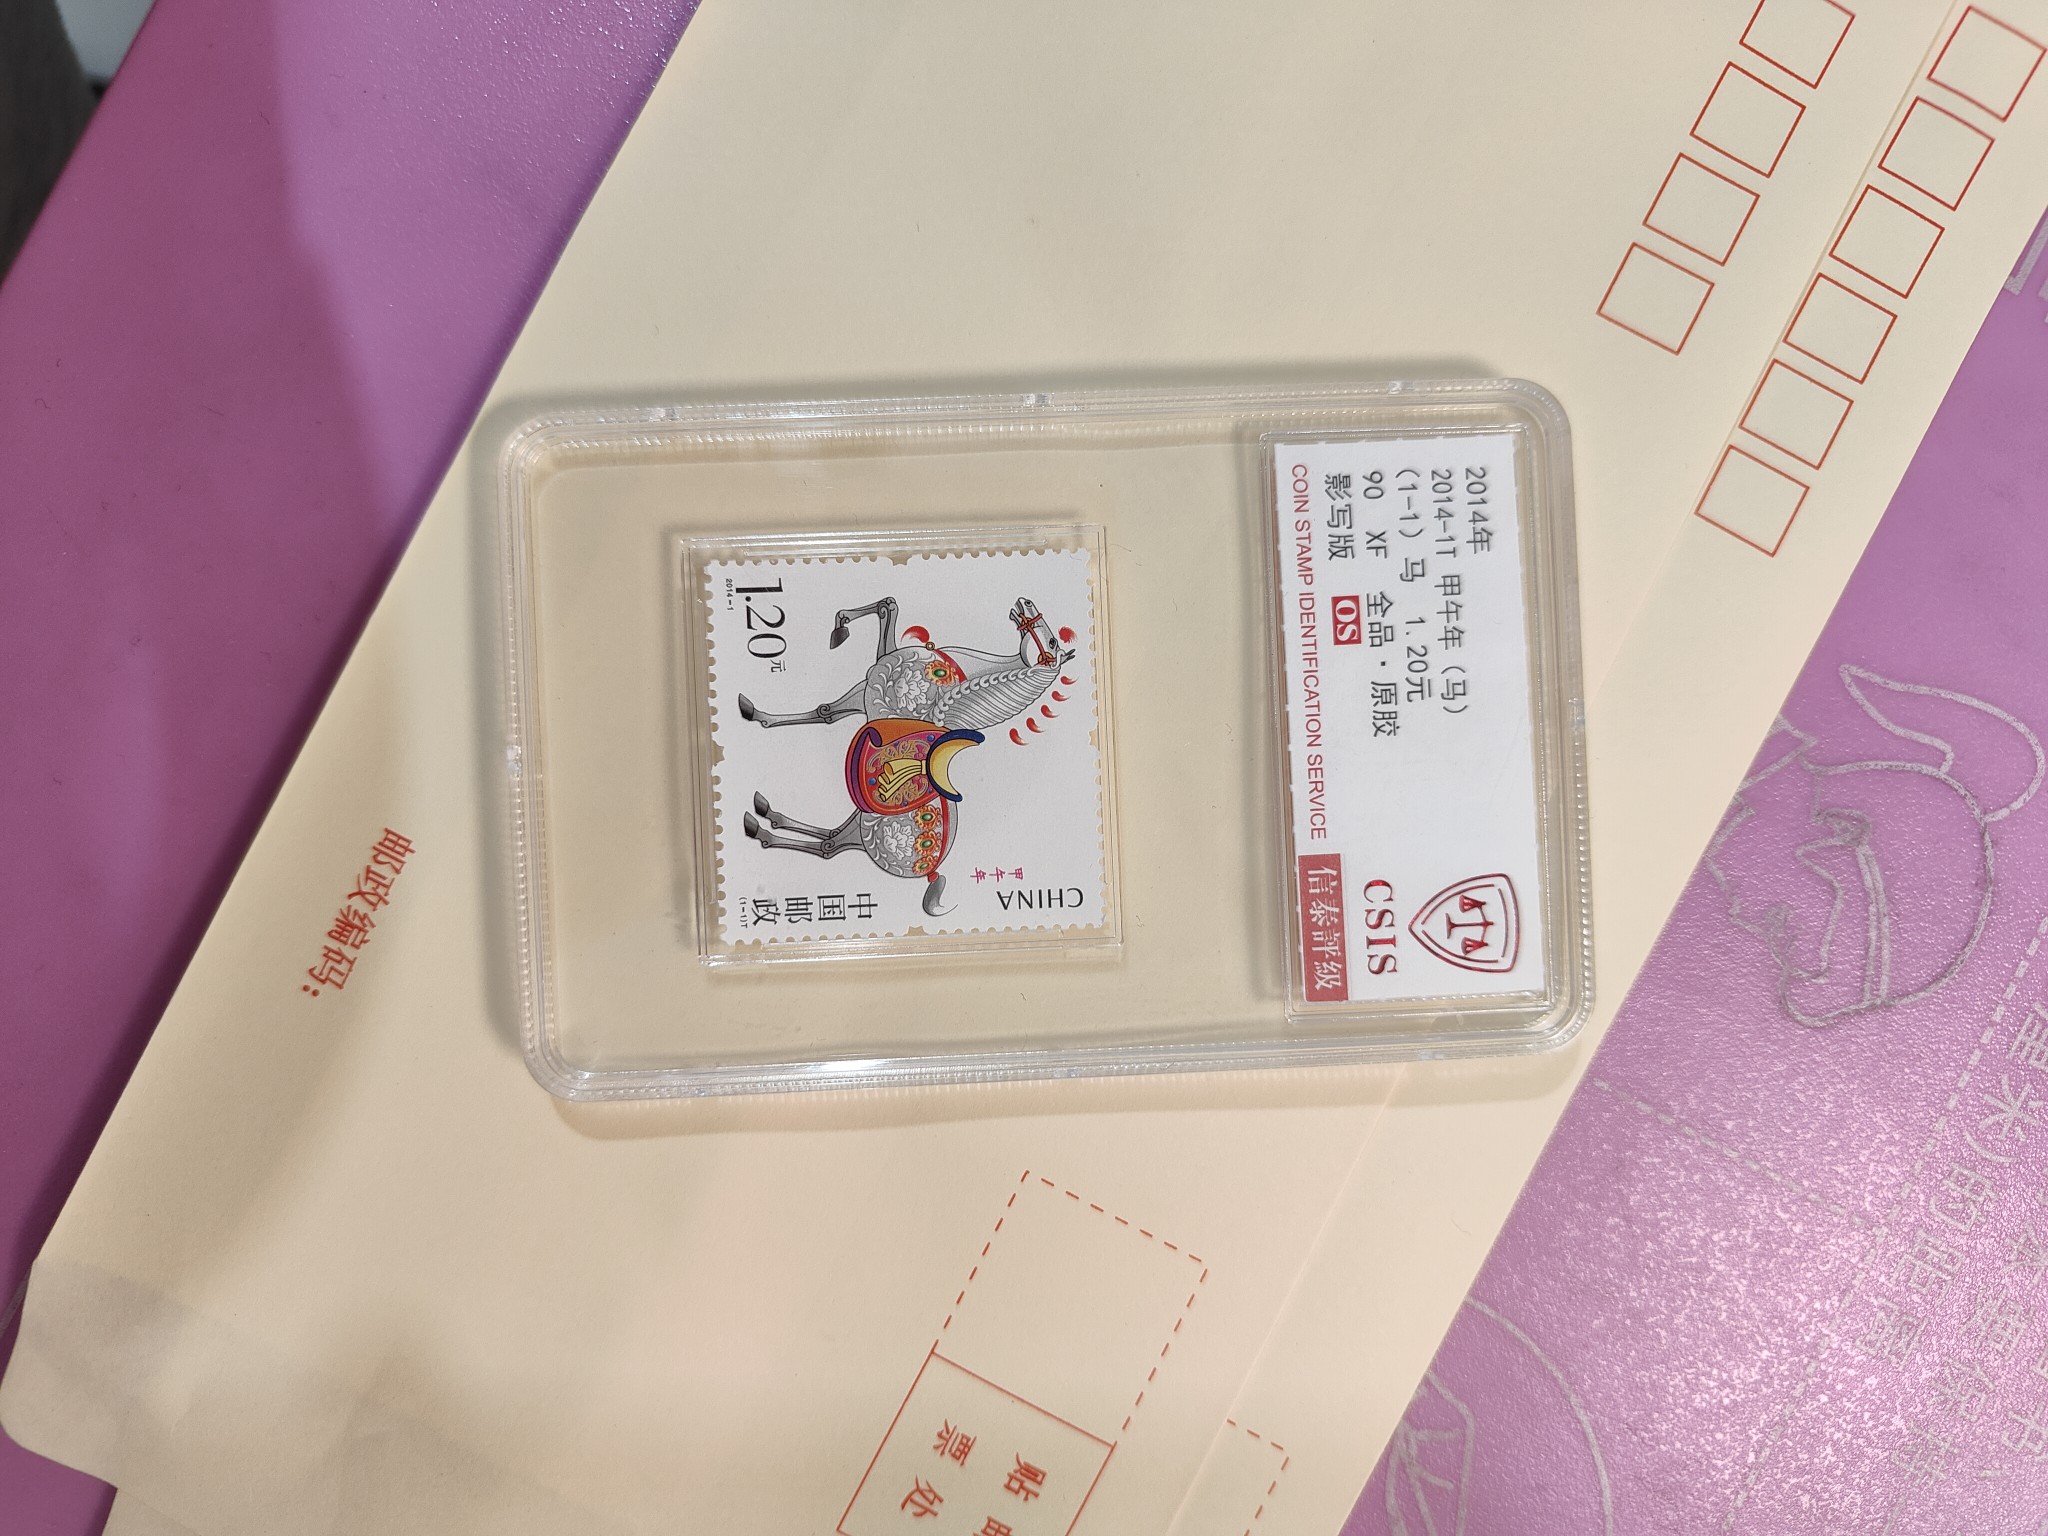 2014年
2014-1T 甲午年(马)
(1-1) 马 1.20元
90 XF 全品·原胶
影写版 OS
COIN STAMP IDENTIFICATION SERVICE
CSIS
信泰評級
CHINA
甲午年
中国邮政
(1-1)T
1.20元
2014-1
邮政编码:
贴邮
票处